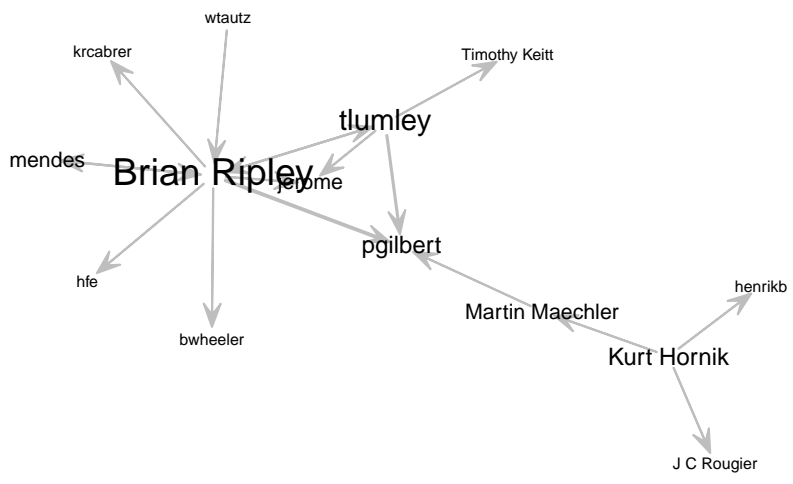 wtautz
krcabrer
Timothy Keitt
tlumley
mendes
Brian Ripley
jerome
pgilbert
hfe
henrikb
Martin Maechler
bwheeler
Kurt Hornik
J C Rougier